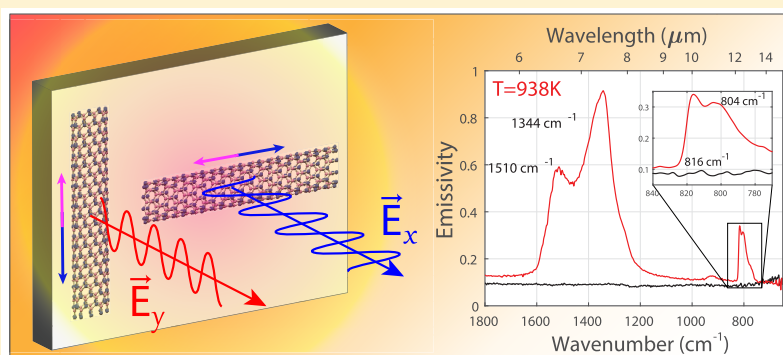 E⃗y
E⃗x
Wavelength (μm)
6 7 8 9 10 12 14
T=938K
1344 cm⁻¹
1510 cm⁻¹
804 cm⁻¹
816 cm⁻¹
0.3
0.2
0.1
840 820 800 780
Emissivity
1
0.8
0.6
0.4
0.2
0
1800 1600 1400 1200 1000 800
Wavenumber (cm⁻¹)